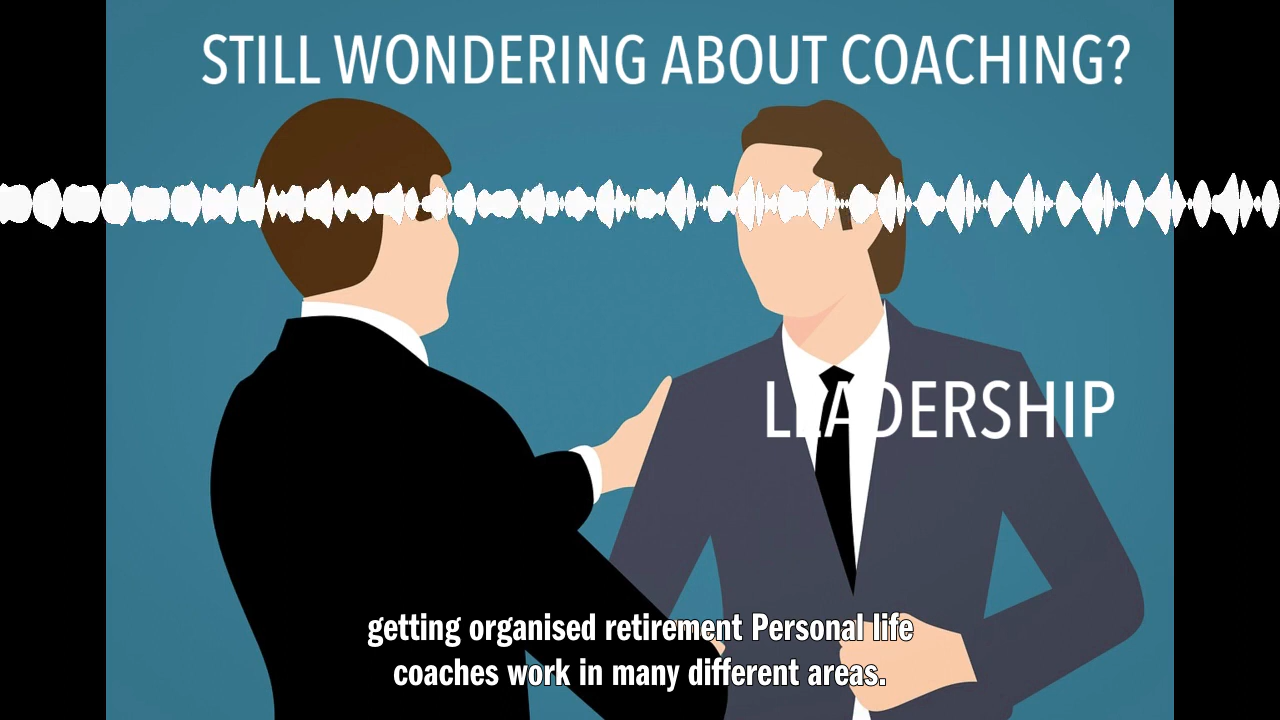 STILL WONDERING ABOUT COACHING?
LEADERSHIP
getting organised retirement Personal life
coaches work in many different areas.